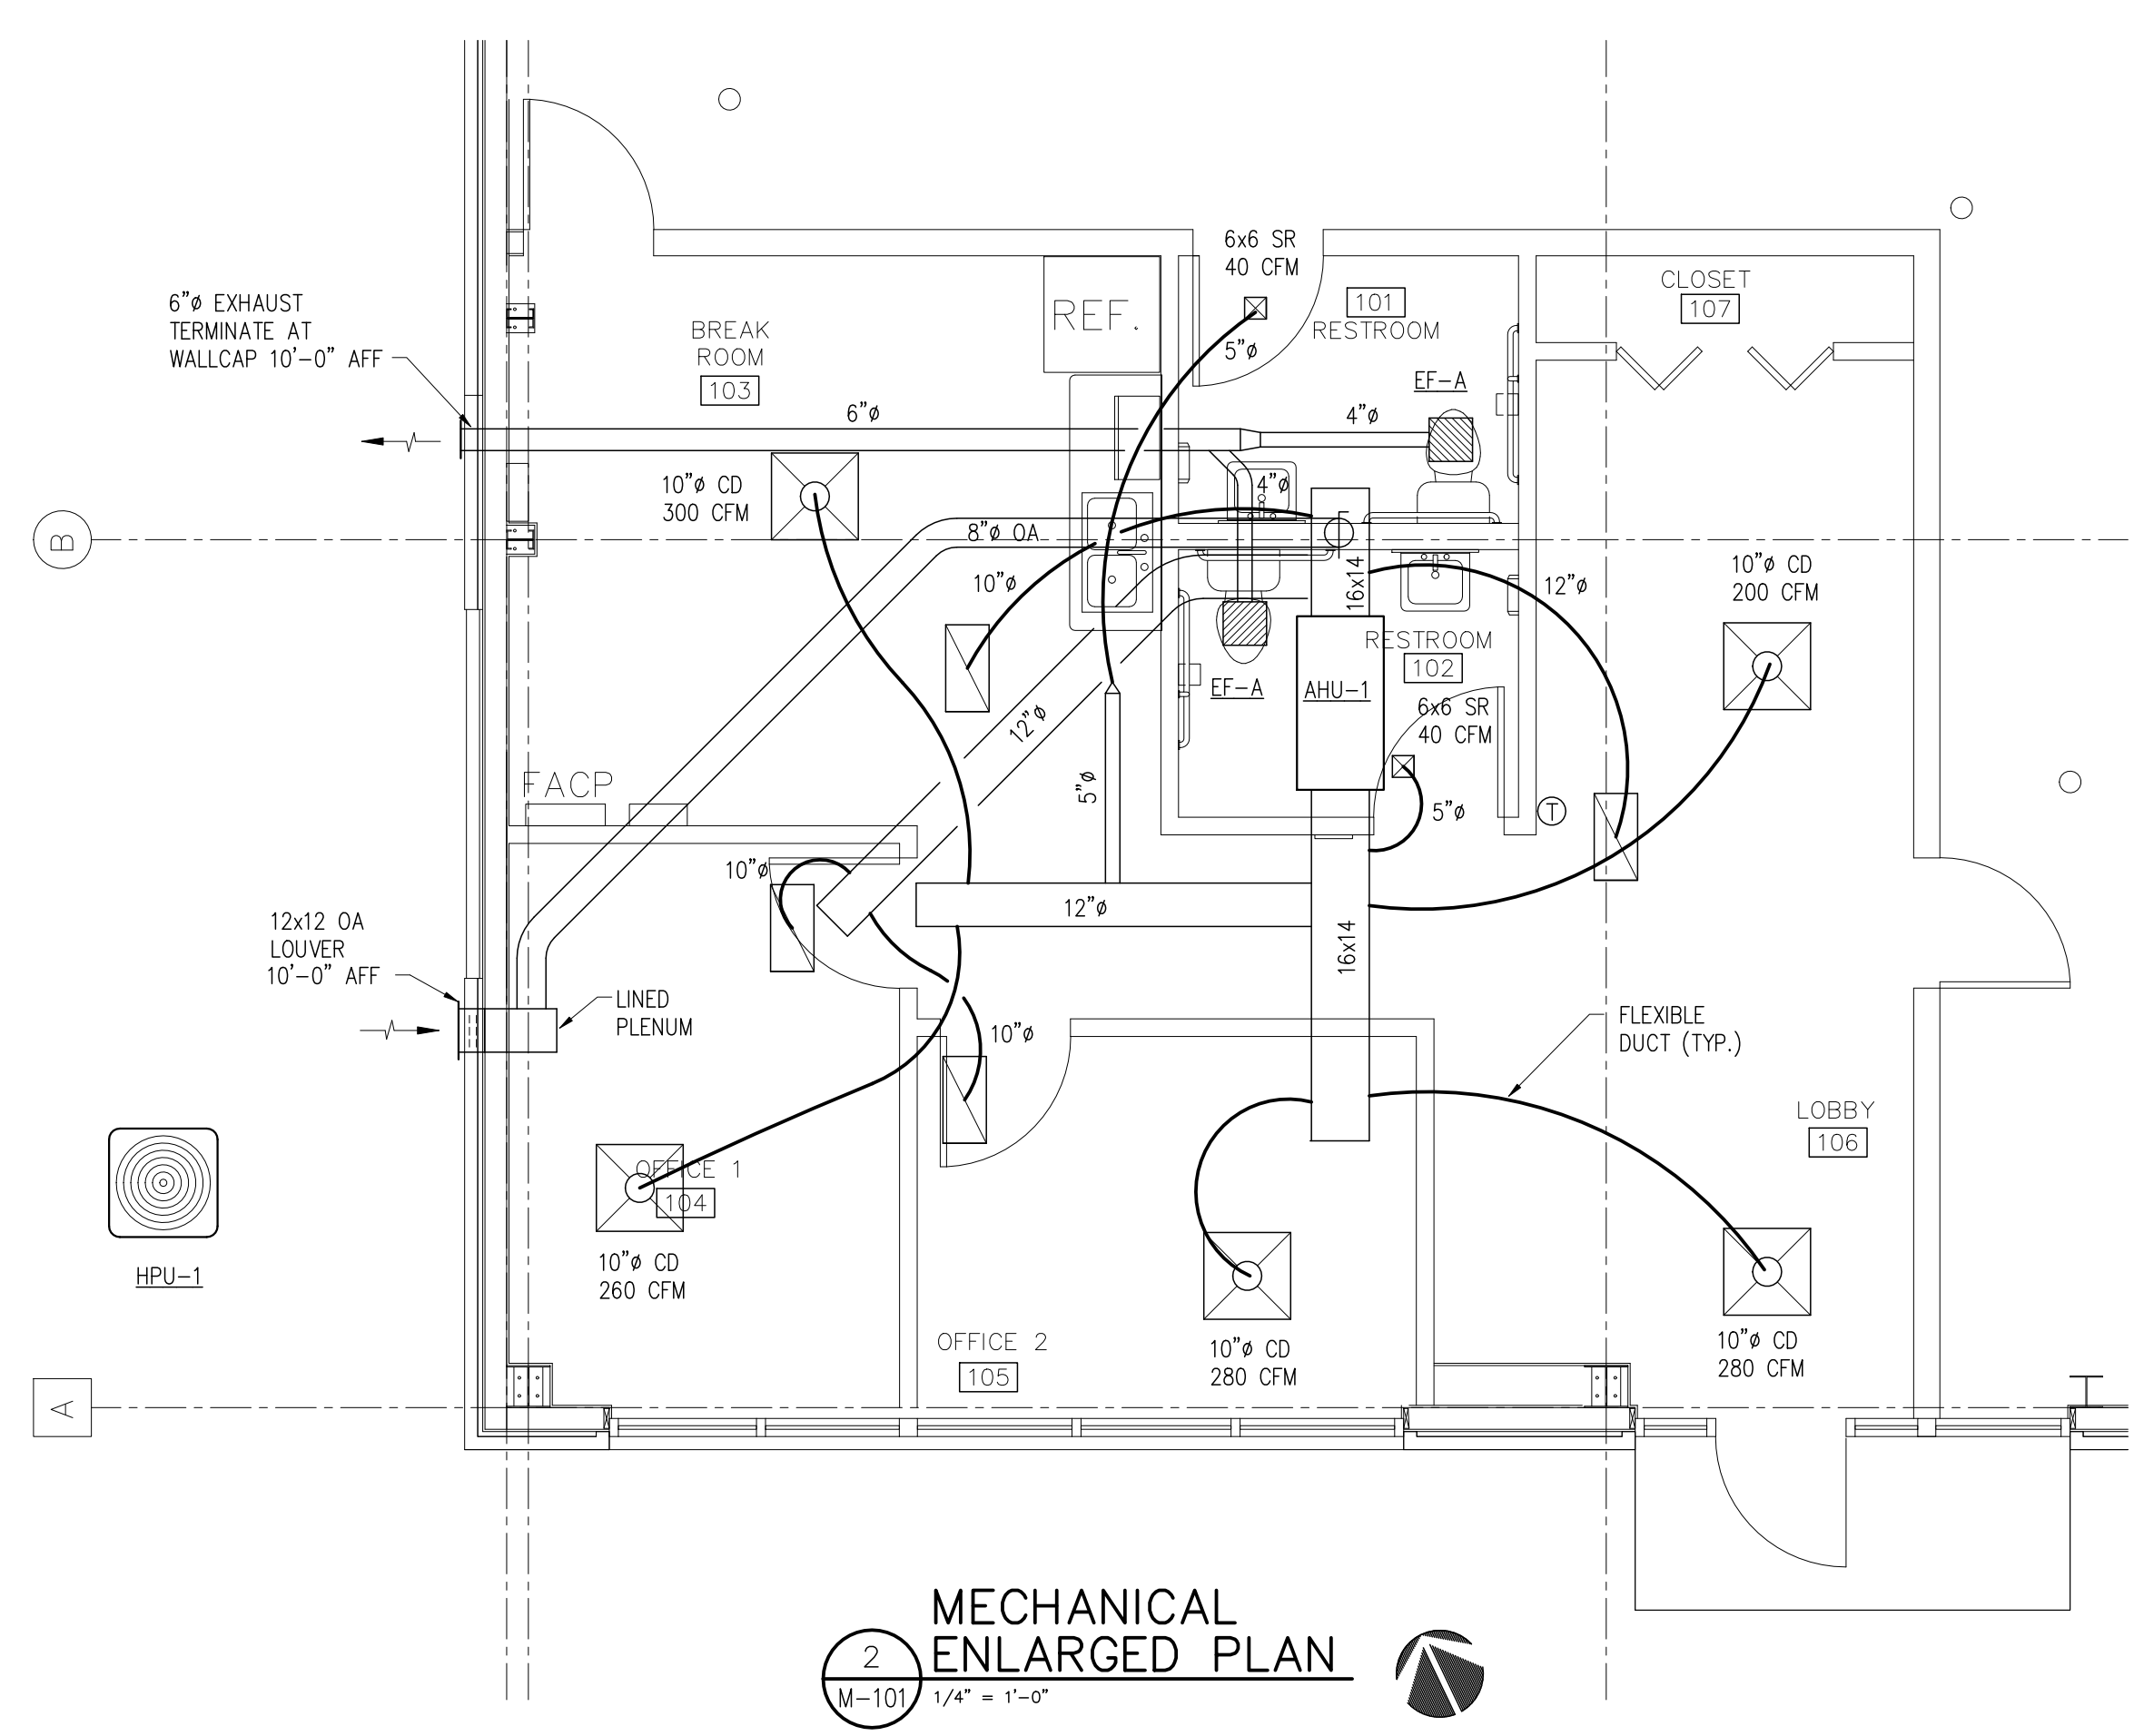 6x6 SR
40 CFM
101
RESTROOM
CLOSET
107
6"ø EXHAUST
TERMINATE AT
WALLCAP 10'-0" AFF
BREAK
ROOM
103
REF.
5"ø
EF-A
6"ø
4"ø
10"ø CD
300 CFM
4"ø
B
8"ø OA
10"ø
16x14
12"ø
10"ø CD
200 CFM
RESTROOM
102
EF-A
AHU-1
6x6 SR
40 CFM
12"ø
FACP
5"ø
5"ø
T
10"ø
12"ø
16x14
12x12 OA
LOUVER
10'-0" AFF
LINED
PLENUM
10"ø
FLEXIBLE
DUCT (TYP.)
LOBBY
106
OFFICE 1
104
HPU-1
10"ø CD
260 CFM
OFFICE 2
105
10"ø CD
280 CFM
10"ø CD
280 CFM
A
MECHANICAL
ENLARGED PLAN
2
M-101
1/4" = 1'-0"